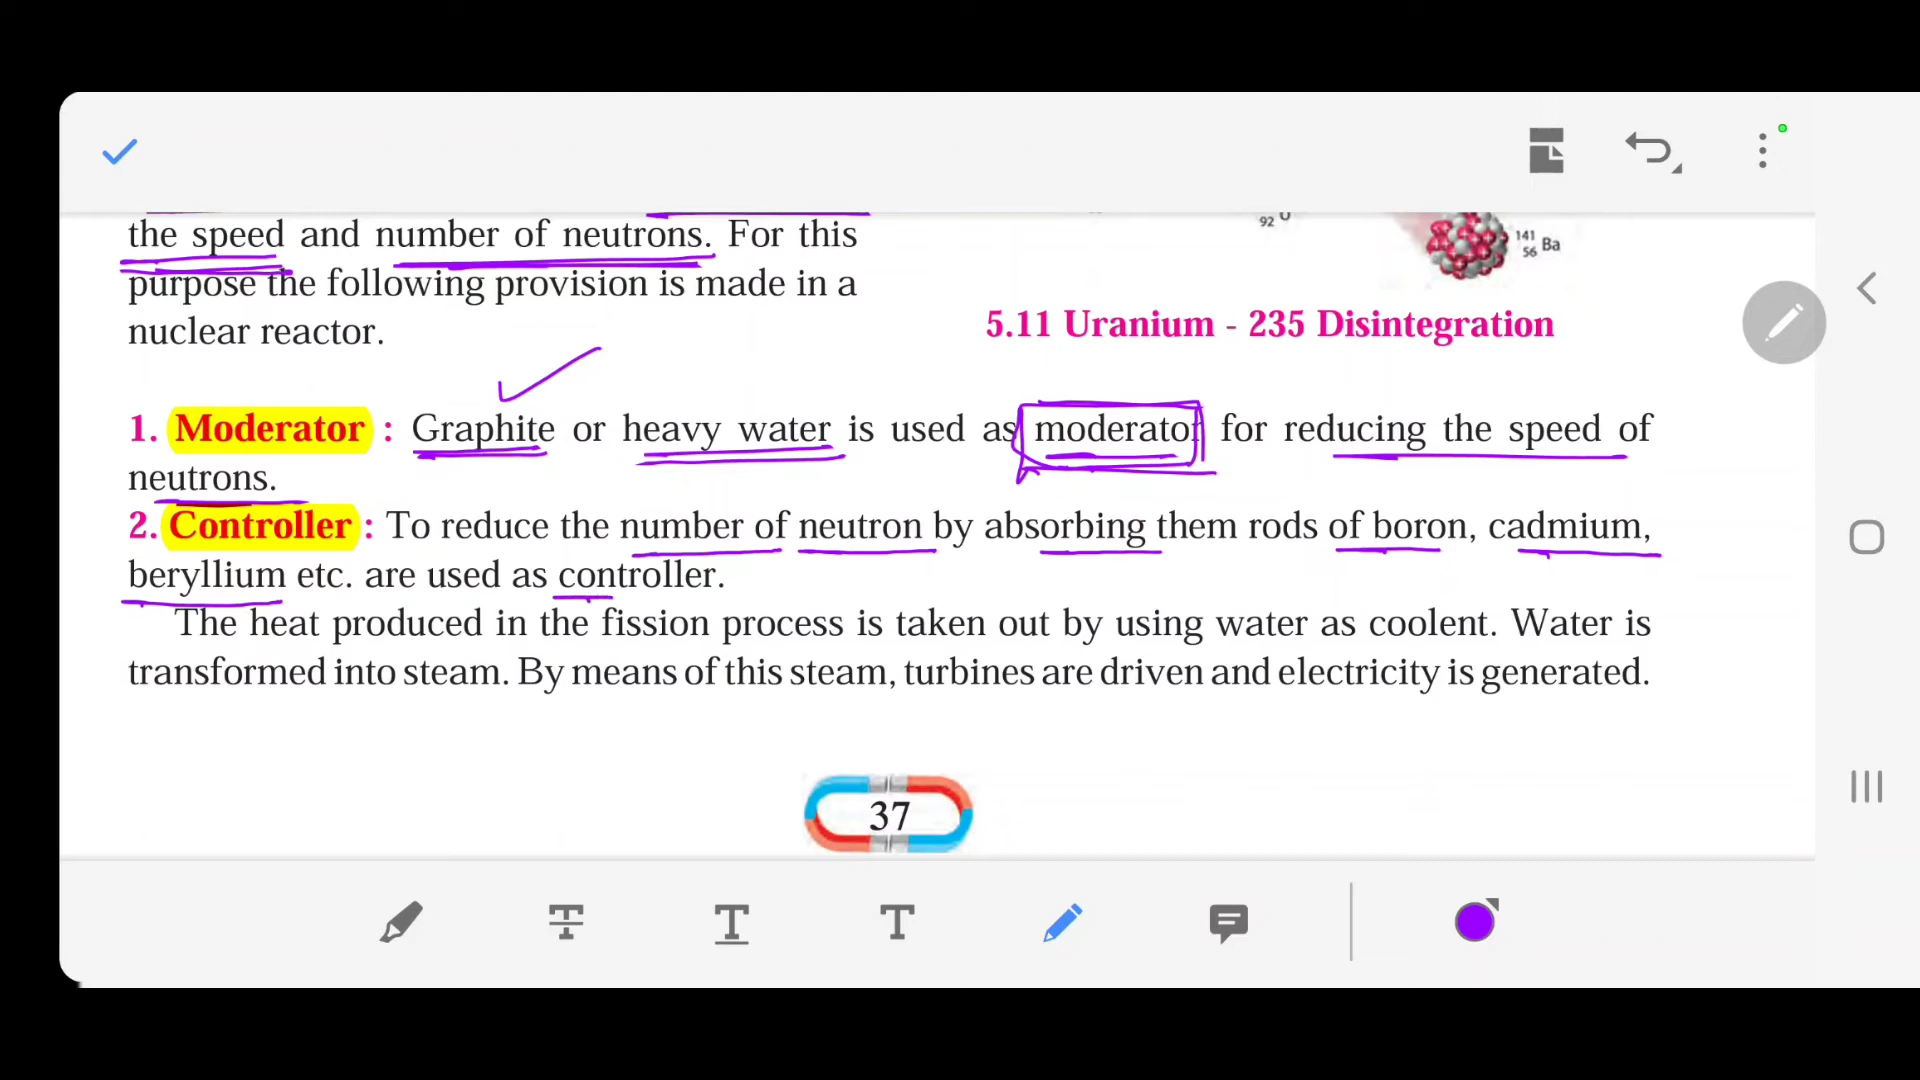 the speed and number of neutrons. For this
purpose the following provision is made in a
nuclear reactor.
92 U
141
56 Ba
5.11 Uranium - 235 Disintegration
1. Moderator : Graphite or heavy water is used as moderator for reducing the speed of
neutrons.
2. Controller : To reduce the number of neutron by absorbing them rods of boron, cadmium,
beryllium etc. are used as controller.
The heat produced in the fission process is taken out by using water as coolent. Water is
transformed into steam. By means of this steam, turbines are driven and electricity is generated.
37